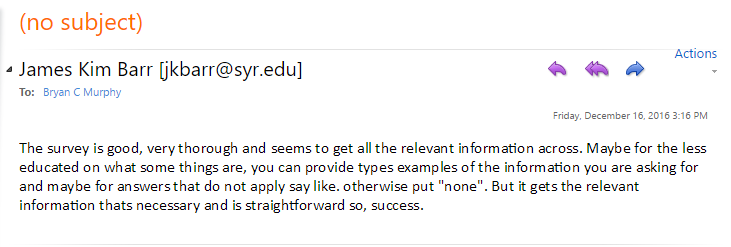 (no subject)
Actions
James Kim Barr [jkbarr@syr.edu]
To: Bryan C Murphy
Friday, December 16, 2016 3:16 PM
The survey is good, very thorough and seems to get all the relevant information across. Maybe for the less
educated on what some things are, you can provide types examples of the information you are asking for
and maybe for answers that do not apply say like. otherwise put "none". But it gets the relevant
information thats necessary and is straightforward so, success.